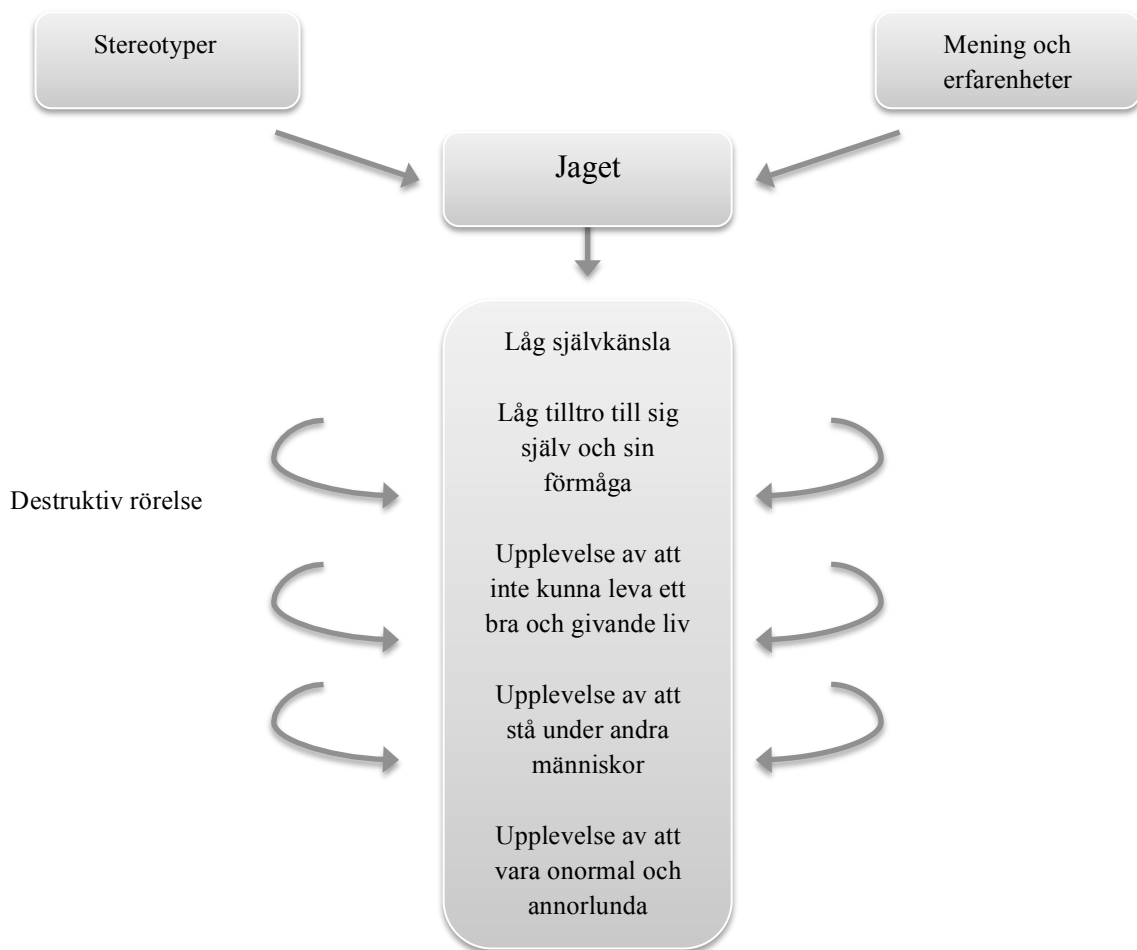 Stereotyper
Mening och
erfarenheter
Jaget
Låg självkänsla
Låg tilltro till sig
själv och sin
förmåga
Destruktiv rörelse
Upplevelse av att
inte kunna leva ett
bra och givande liv
Upplevelse av att
stå under andra
människor
Upplevelse av att
vara onormal och
annorlunda